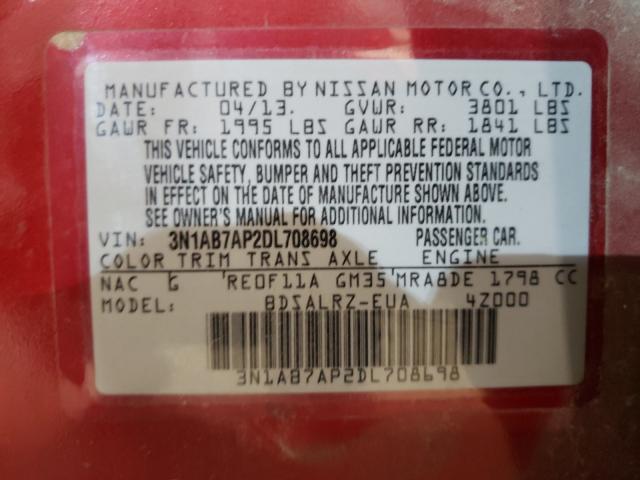 MANUFACTURED BY NISSAN MOTOR CO., LTD.
DATE: 04/13. GVWR: 3801 LBS
GAWR FR: 1995 LBS GAWR RR: 1841 LBS
THIS VEHICLE CONFORMS TO ALL APPLICABLE FEDERAL MOTOR
VEHICLE SAFETY, BUMPER AND THEFT PREVENTION STANDARDS
IN EFFECT ON THE DATE OF MANUFACTURE SHOWN ABOVE.
SEE OWNER'S MANUAL FOR ADDITIONAL INFORMATION.
VIN: 3N1AB7AP2DL708698 PASSENGER CAR.
COLOR TRIM TRANS AXLE ENGINE
NAC G RE0F11A GM35 MRA8DE 1798 CC
MODEL: BDSALRZ-EUA 4Z000
3N1AB7AP2DL708698